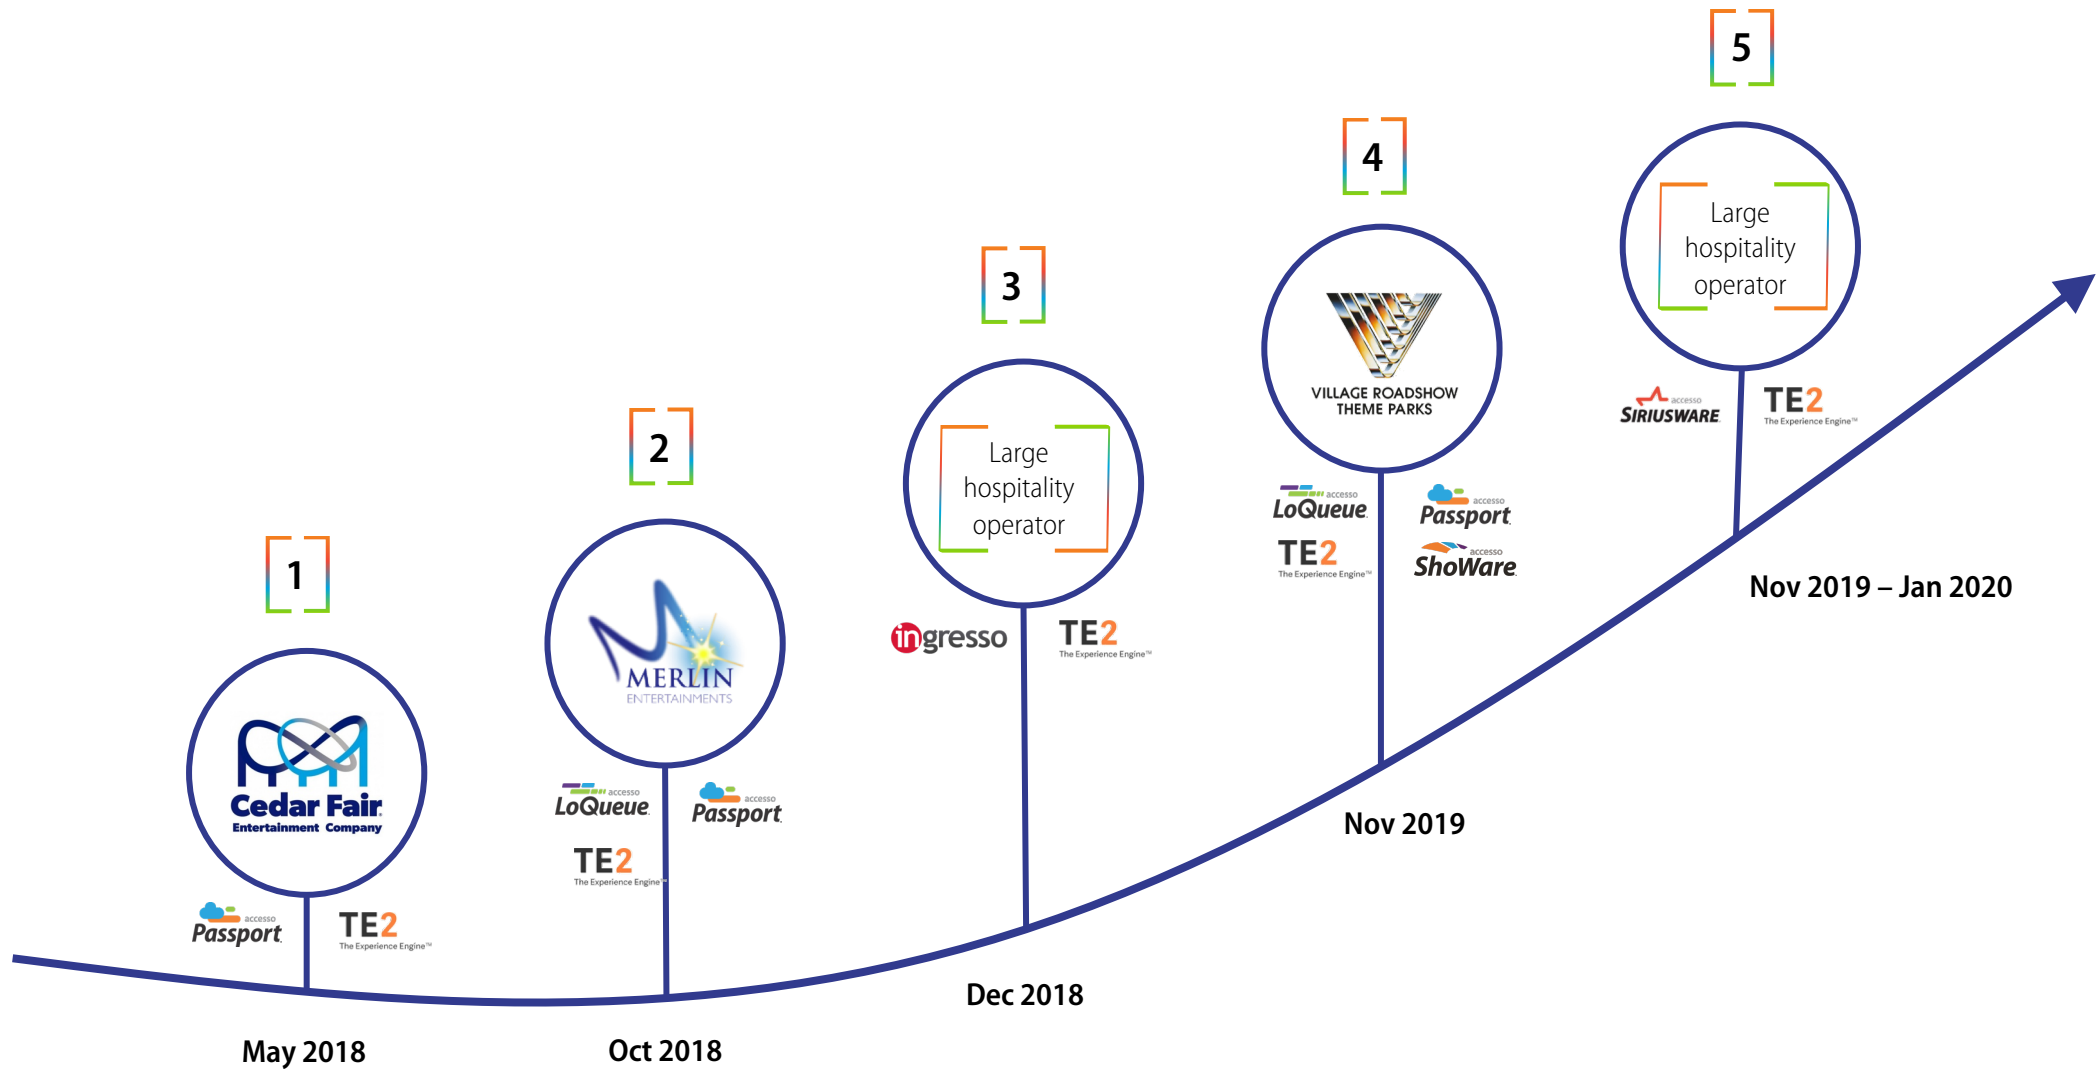 1
Cedar Fair
Entertainment Company
accesso
Passport
TE2
The Experience Engine™
May 2018
2
MERLIN
ENTERTAINMENTS
accesso
LoQueue
accesso
Passport
TE2
The Experience Engine™
Oct 2018
3
Large
hospitality
operator
ingresso
TE2
The Experience Engine™
Dec 2018
4
VILLAGE ROADSHOW
THEME PARKS
accesso
LoQueue
accesso
Passport
TE2
The Experience Engine™
accesso
ShoWare
Nov 2019
5
Large
hospitality
operator
accesso
SIRIUSWARE
TE2
The Experience Engine™
Nov 2019 – Jan 2020